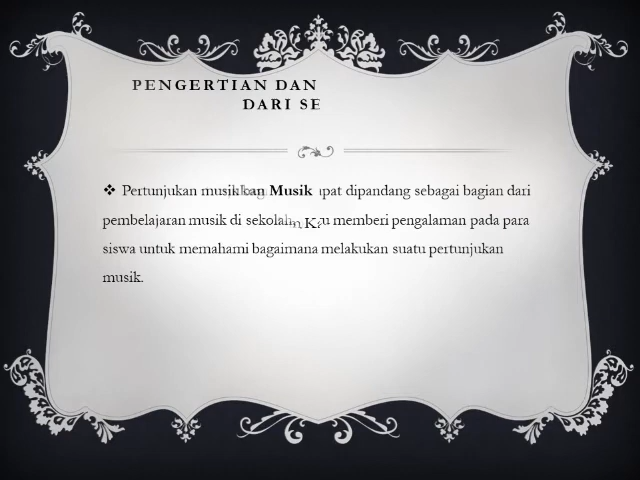 PENGERTIAN DAN
DARI SE
❖ Pertunjukan musik Musik dipandang sebagai bagian dari
pembelajaran musik di sekolah memberi pengalaman pada para
siswa untuk memahami bagaimana melakukan suatu pertunjukan
musik.